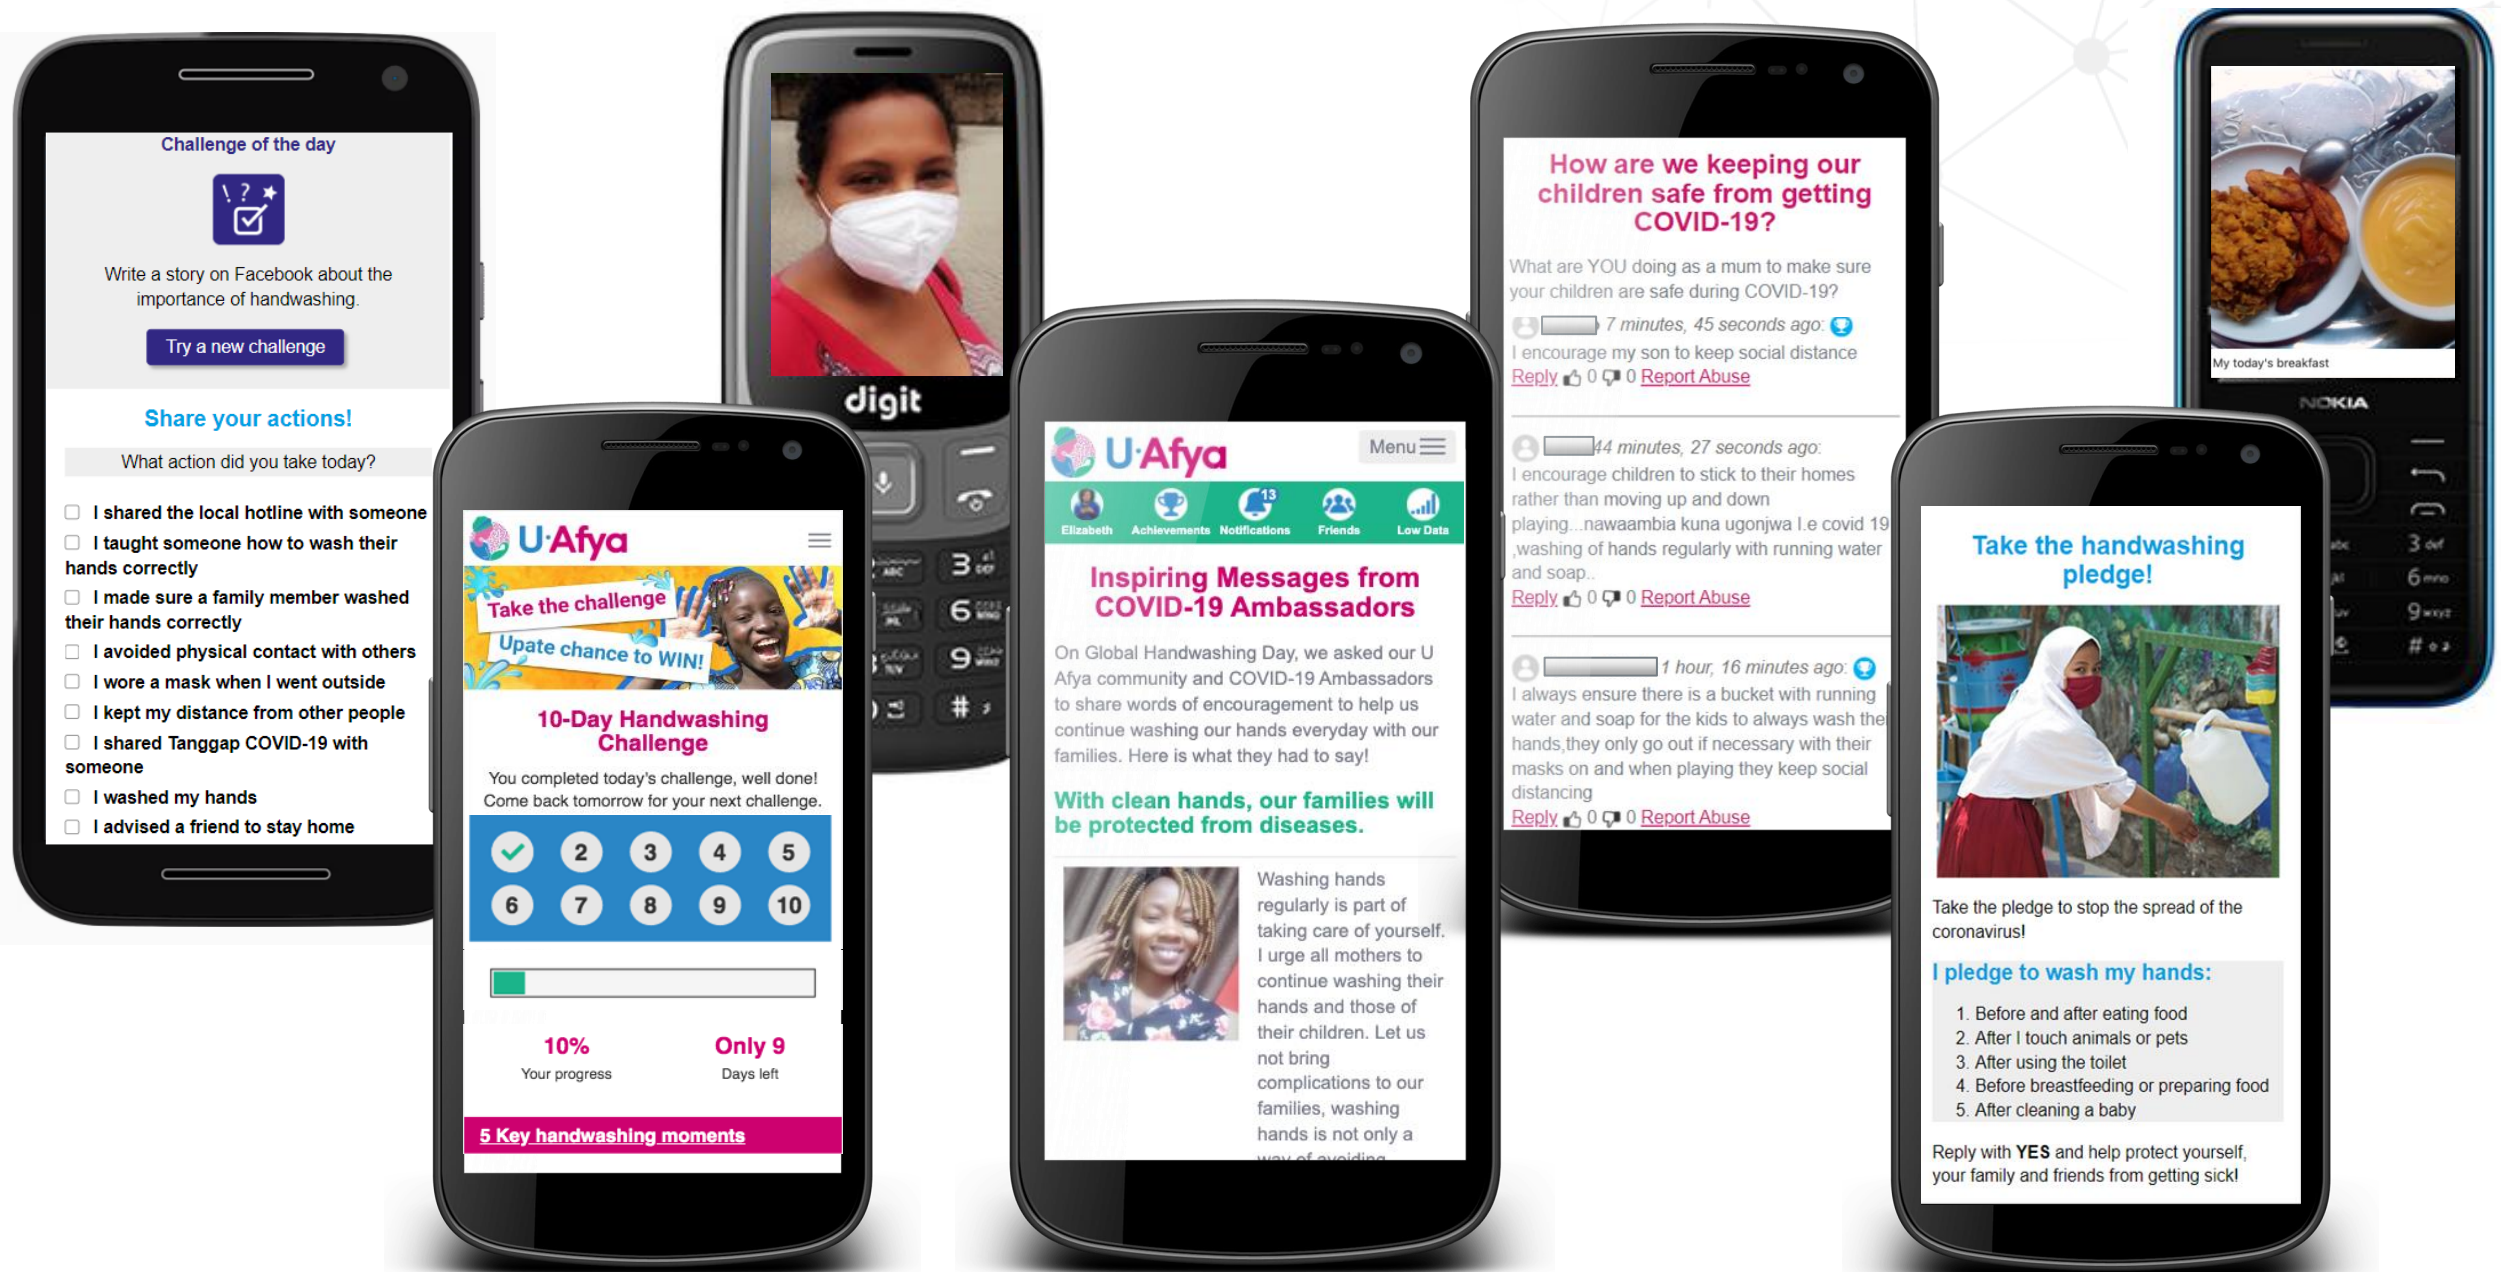 Challenge of the day
Write a story on Facebook about the
importance of handwashing.
Try a new challenge
Share your actions!
What action did you take today?
I shared the local hotline with someone
I taught someone how to wash their
hands correctly
I made sure a family member washed
their hands correctly
I avoided physical contact with others
I wore a mask when I went outside
I kept my distance from other people
I shared Tanggap COVID-19 with
someone
I washed my hands
I advised a friend to stay home
U·Afya
Take the challenge
Upate chance to WIN!
10-Day Handwashing
Challenge
You completed today's challenge, well done!
Come back tomorrow for your next challenge.
2 3 4 5
6 7 8 9 10
10%
Your progress
Only 9
Days left
5 Key handwashing moments
digit
ABC
3 def
6
9
#
U·Afya
Menu
13
Elizabeth Achievements Notifications Friends Low Data
Inspiring Messages from
COVID-19 Ambassadors
On Global Handwashing Day, we asked our U
Afya community and COVID-19 Ambassadors
to share words of encouragement to help us
continue washing our hands everyday with our
families. Here is what they had to say!
With clean hands, our families will
be protected from diseases.
Washing hands
regularly is part of
taking care of yourself.
I urge all mothers to
continue washing their
hands and those of
their children. Let us
not bring
complications to our
families, washing
hands is not only a
way of avoiding
How are we keeping our
children safe from getting
COVID-19?
What are YOU doing as a mum to make sure
your children are safe during COVID-19?
7 minutes, 45 seconds ago:
I encourage my son to keep social distance
Reply 0 0 Report Abuse
44 minutes, 27 seconds ago:
I encourage children to stick to their homes
rather than moving up and down
playing...nawaambia kuna ugonjwa I.e covid 19
,washing of hands regularly with running water
and soap..
Reply 0 0 Report Abuse
1 hour, 16 minutes ago:
I always ensure there is a bucket with running
water and soap for the kids to always wash thei
hands,they only go out if necessary with their
masks on and when playing they keep social
distancing
Reply 0 0 Report Abuse
My today's breakfast
NOKIA
abc 3 def
jkl 6 mno
uv 9 wxyz
#
Take the handwashing
pledge!
Take the pledge to stop the spread of the
coronavirus!
I pledge to wash my hands:
1. Before and after eating food
2. After I touch animals or pets
3. After using the toilet
4. Before breastfeeding or preparing food
5. After cleaning a baby
Reply with YES and help protect yourself,
your family and friends from getting sick!